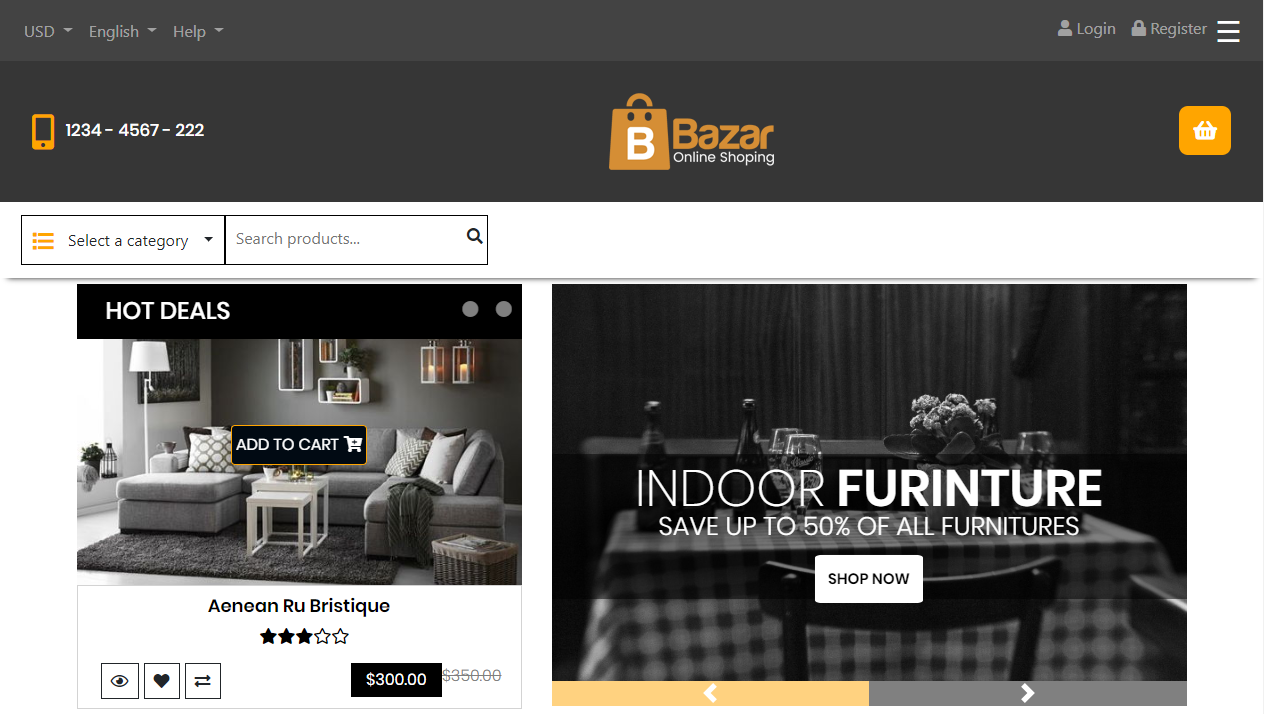 USD English Help Login Register
1234 - 4567 - 222
B Bazar
Online Shoping
Select a category Search products...
HOT DEALS
ADD TO CART
INDOOR FURINTURE
SAVE UP TO 50% OF ALL FURNITURES
SHOP NOW
Aenean Ru Bristique
$300.00 $350.00